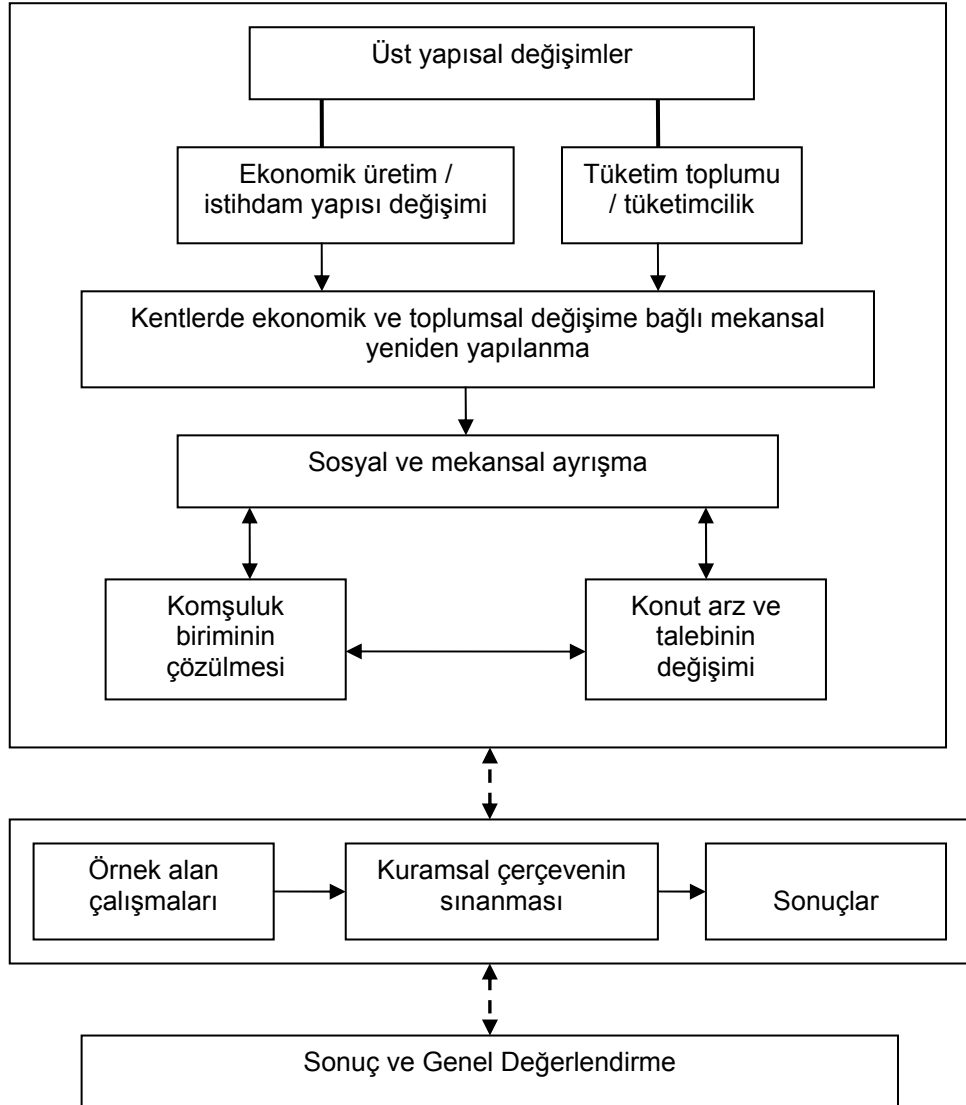 Üst yapısal değişimler
Ekonomik üretim /
istihdam yapısı değişimi
Tüketim toplumu
/ tüketimcilik
Kentlerde ekonomik ve toplumsal değişime bağlı mekansal
yeniden yapılanma
Sosyal ve mekansal ayrışma
Komşuluk
biriminin
çözülmesi
Konut arz ve
talebinin
değişimi
Örnek alan
çalışmaları
Kuramsal çerçevenin
sınanması
Sonuçlar
Sonuç ve Genel Değerlendirme